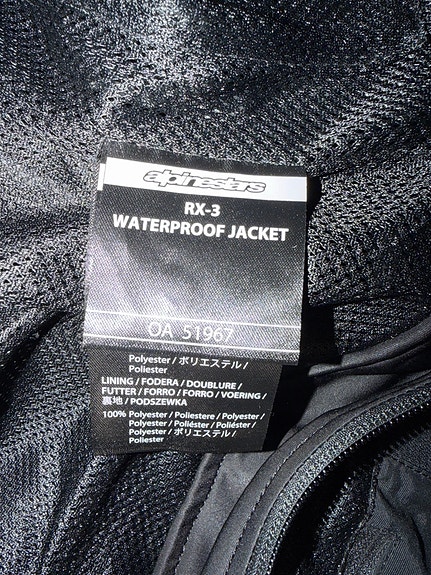 alpinestars
RX-3
WATERPROOF JACKET
OA 51967
Polyester / ポリエステル /
Poliester
LINING / FODERA / DOUBLURE /
FUTTER / FORRO / FORRO / VOERING /
裏地 / PODSZEWKA
100% Polyester / Poliestere / Polyester /
Polyester / Poliéster / Poliéster /
Polyester / ポリエステル /
Poliester